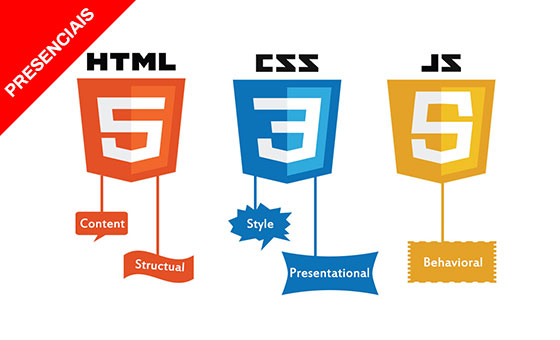 PRESENCIAIS
HTML
CSS
JS
5
3
5
Content
Style
Structual
Presentational
Behavioral